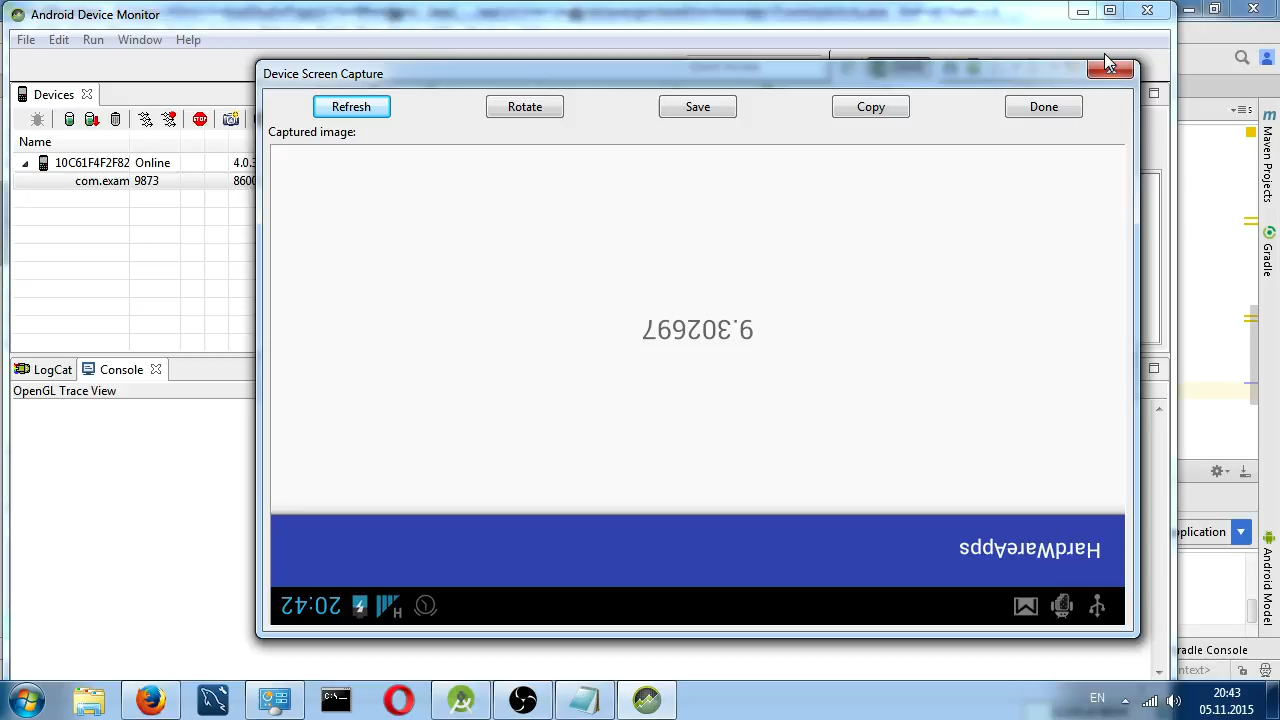 Android Device Monitor
File Edit Run Window Help
Device Screen Capture
Devices
Refresh Rotate Save Copy Done
Captured image:
Name
10C61F4F2F82 Online 4.0.3
com.exam 9873 8600
9.302697
LogCat Console
OpenGL Trace View
HardWareApps
20:42
H
m
Maven Projects
Gradle
pplication
Android Model
radle Console
ntext>
C:\_
EN
20:43
05.11.2015